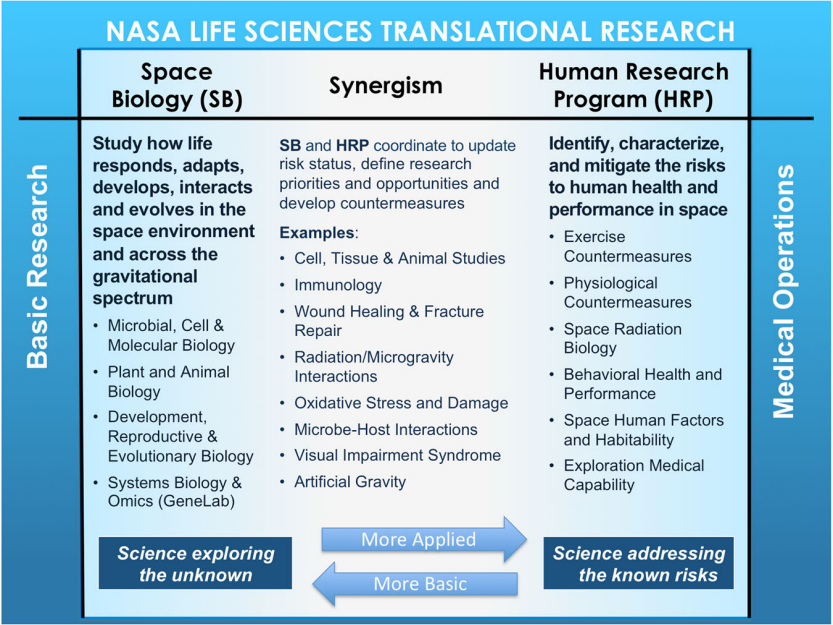 NASA LIFE SCIENCES TRANSLATIONAL RESEARCH
Basic Research
Space
Biology (SB)
Study how life
responds, adapts,
develops, interacts
and evolves in the
space environment
and across the
gravitational
spectrum
• Microbial, Cell &
Molecular Biology
• Plant and Animal
Biology
• Development,
Reproductive &
Evolutionary Biology
• Systems Biology &
Omics (GeneLab)
Science exploring
the unknown
Synergism
SB and HRP coordinate to update
risk status, define research
priorities and opportunities and
develop countermeasures
Examples:
• Cell, Tissue & Animal Studies
• Immunology
• Wound Healing & Fracture
Repair
• Radiation/Microgravity
Interactions
• Oxidative Stress and Damage
• Microbe-Host Interactions
• Visual Impairment Syndrome
• Artificial Gravity
More Applied
More Basic
Human Research
Program (HRP)
Identify, characterize,
and mitigate the risks
to human health and
performance in space
• Exercise
Countermeasures
• Physiological
Countermeasures
• Space Radiation
Biology
• Behavioral Health and
Performance
• Space Human Factors
and Habitability
• Exploration Medical
Capability
Science addressing
the known risks
Medical Operations